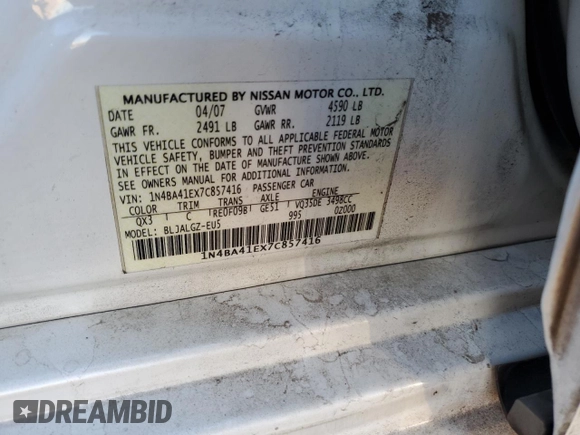 MANUFACTURED BY NISSAN MOTOR CO., LTD.
DATE 04/07 GVWR 4590 LB
GAWR FR. 2491 LB GAWR RR. 2119 LB
THIS VEHICLE CONFORMS TO ALL APPLICABLE FEDERAL MOTOR
VEHICLE SAFETY, BUMPER AND THEFT PREVENTION STANDARDS
IN EFFECT ON THE DATE OF MANUFACTURE SHOWN ABOVE.
SEE OWNERS MANUAL FOR ADDITIONAL INFORMATION.
VIN: 1N4BA41EX7C857416 PASSENGER CAR
COLOR TRIM TRANS AXLE ENGINE
QX3 C RE0F09B GE51 VQ35DE 3498CC
MODEL: BLJALGZ-EU5 995 02000
1N4BA41EX7C857416
DREAMBID